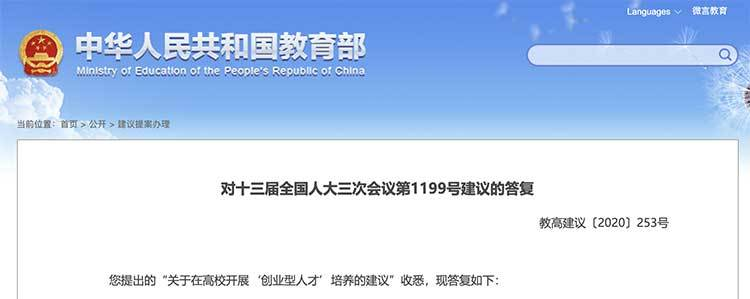 Languages 微言教育
中华人民共和国教育部
Ministry of Education of the People's Republic of China
当前位置：首页 > 公开 > 建议提案办理
对十三届全国人大三次会议第1199号建议的答复
教高建议〔2020〕253号
您提出的“关于在高校开展‘创业型人才’培养的建议”收悉，现答复如下：